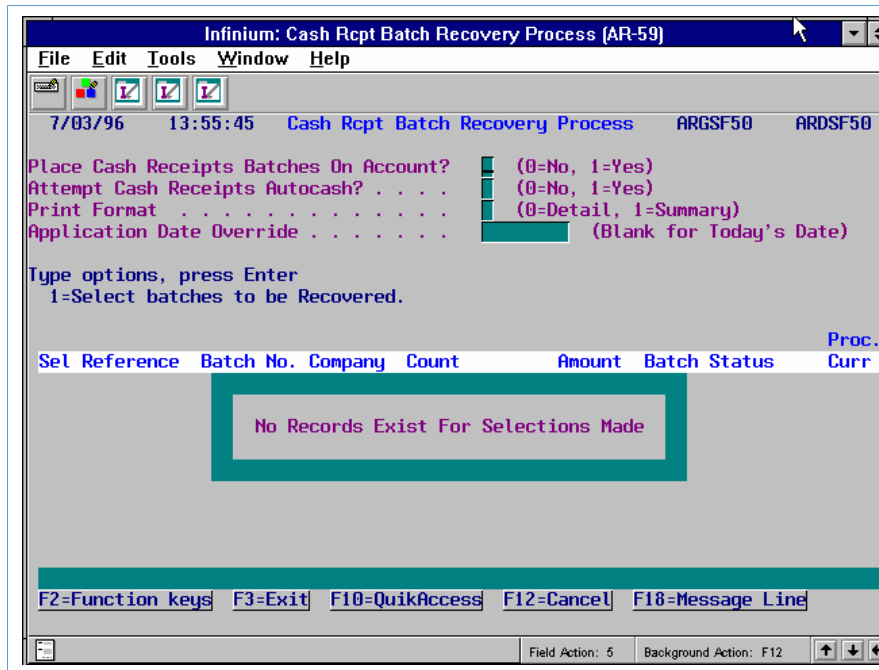 Infinium: Cash Rcpt Batch Recovery Process (AR-59)
File Edit Tools Window Help
7/03/96 13:55:45 Cash Rcpt Batch Recovery Process ARGSF50 ARDSF50
Place Cash Receipts Batches On Account? (0=No, 1=Yes)
Attempt Cash Receipts Autocash? . . . . (0=No, 1=Yes)
Print Format . . . . . . . . . . . . . (0=Detail, 1=Summary)
Application Date Override . . . . . . . (Blank for Today's Date)
Type options, press Enter
1=Select batches to be Recovered.
Proc.
Sel Reference Batch No. Company Count Amount Batch Status Curr
No Records Exist For Selections Made
F2=Function keys F3=Exit F10=QuikAccess F12=Cancel F18=Message Line
Field Action: 5 Background Action: F12